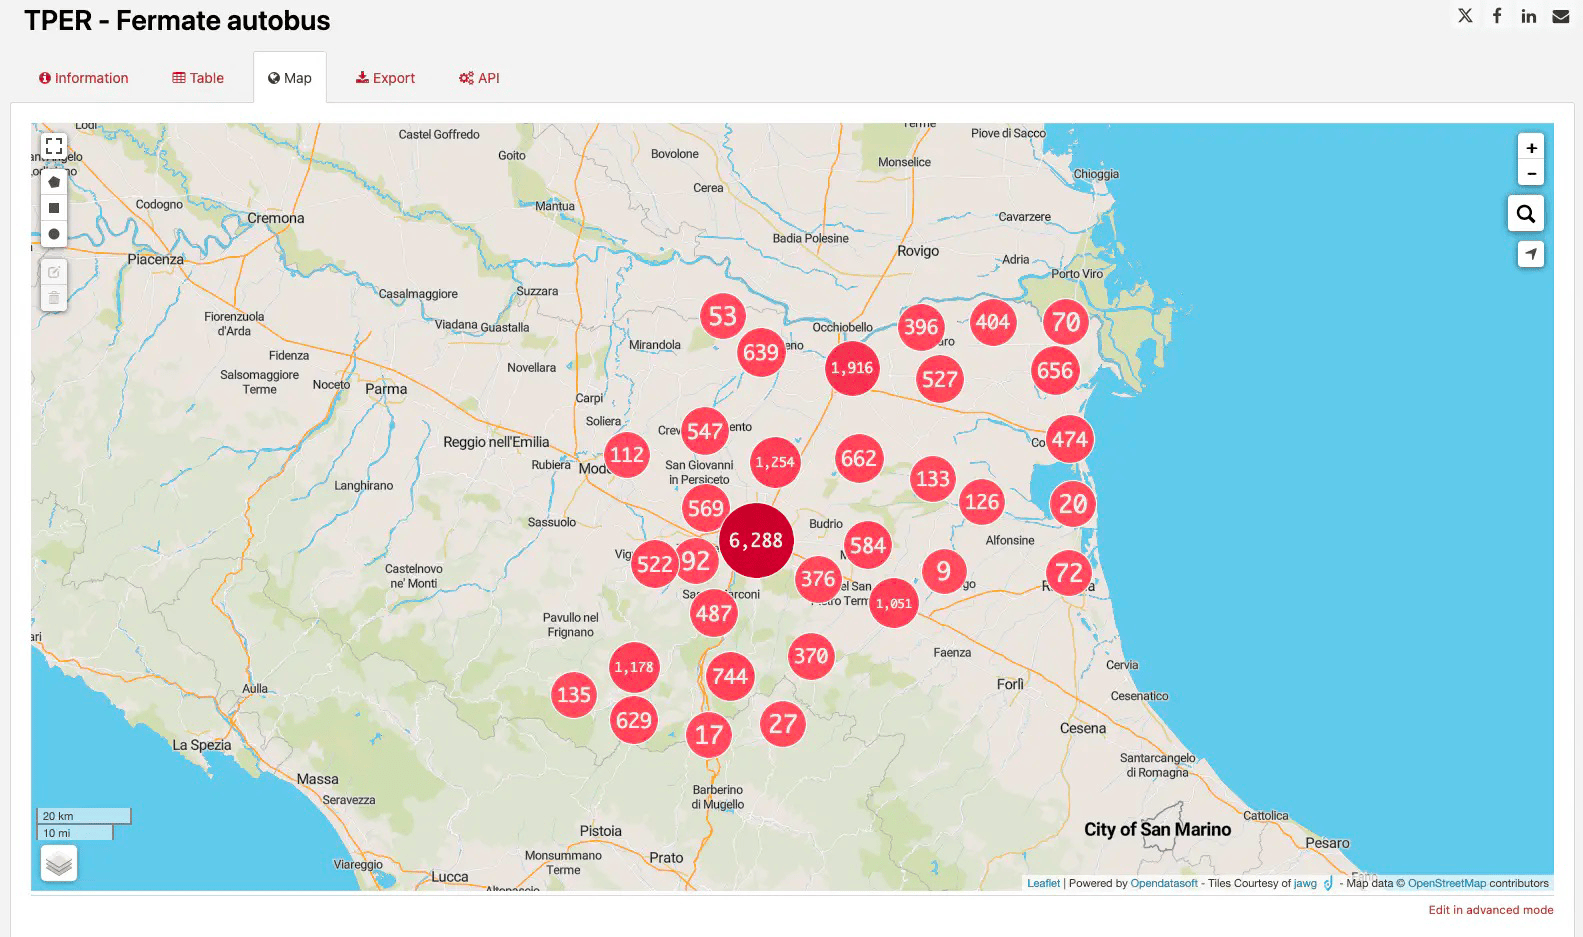 TPER - Fermate autobus
Information
Table
Map
Export
API
Lodi
Castel Goffredo
Piove di Sacco
Goito
Bovolone
Monselice
Chioggia
Cerea
Codogno
Cremona
Mantua
Cavarzere
Badia Polesine
Rovigo
Piacenza
Adria
Porto Viro
Casalmaggiore
Suzzara
Fiorenzuola
d'Arda
Viadana
Guastalla
53
Occhiobello
396
404
70
Mirandola
639
Fidenza
Novellara
1,916
527
656
Salsomaggiore
Terme
Noceto
Parma
Carpi
Soliera
547
Reggio nell'Emilia
474
112
Rubiera
San Giovanni
in Persiceto
1,254
662
133
Langhirano
126
20
569
Sassuolo
Budrio
6,288
Alfonsine
584
522
92
Castelnovo
ne' Monti
376
9
72
1,051
487
Pavullo nel
Frignano
1,178
370
Faenza
Cervia
744
Forlì
Aulla
135
Cesenatico
629
17
27
Cesena
La Spezia
Santarcangelo
di Romagna
Massa
Seravezza
Barberino
di Mugello
20 km
10 mi
Cattolica
City of San Marino
Pistoia
Pesaro
Monsummano
Terme
Prato
Viareggio
Lucca
Leaflet | Powered by Opendatasoft - Tiles Courtesy of jawg - Map data © OpenStreetMap contributors
Edit in advanced mode